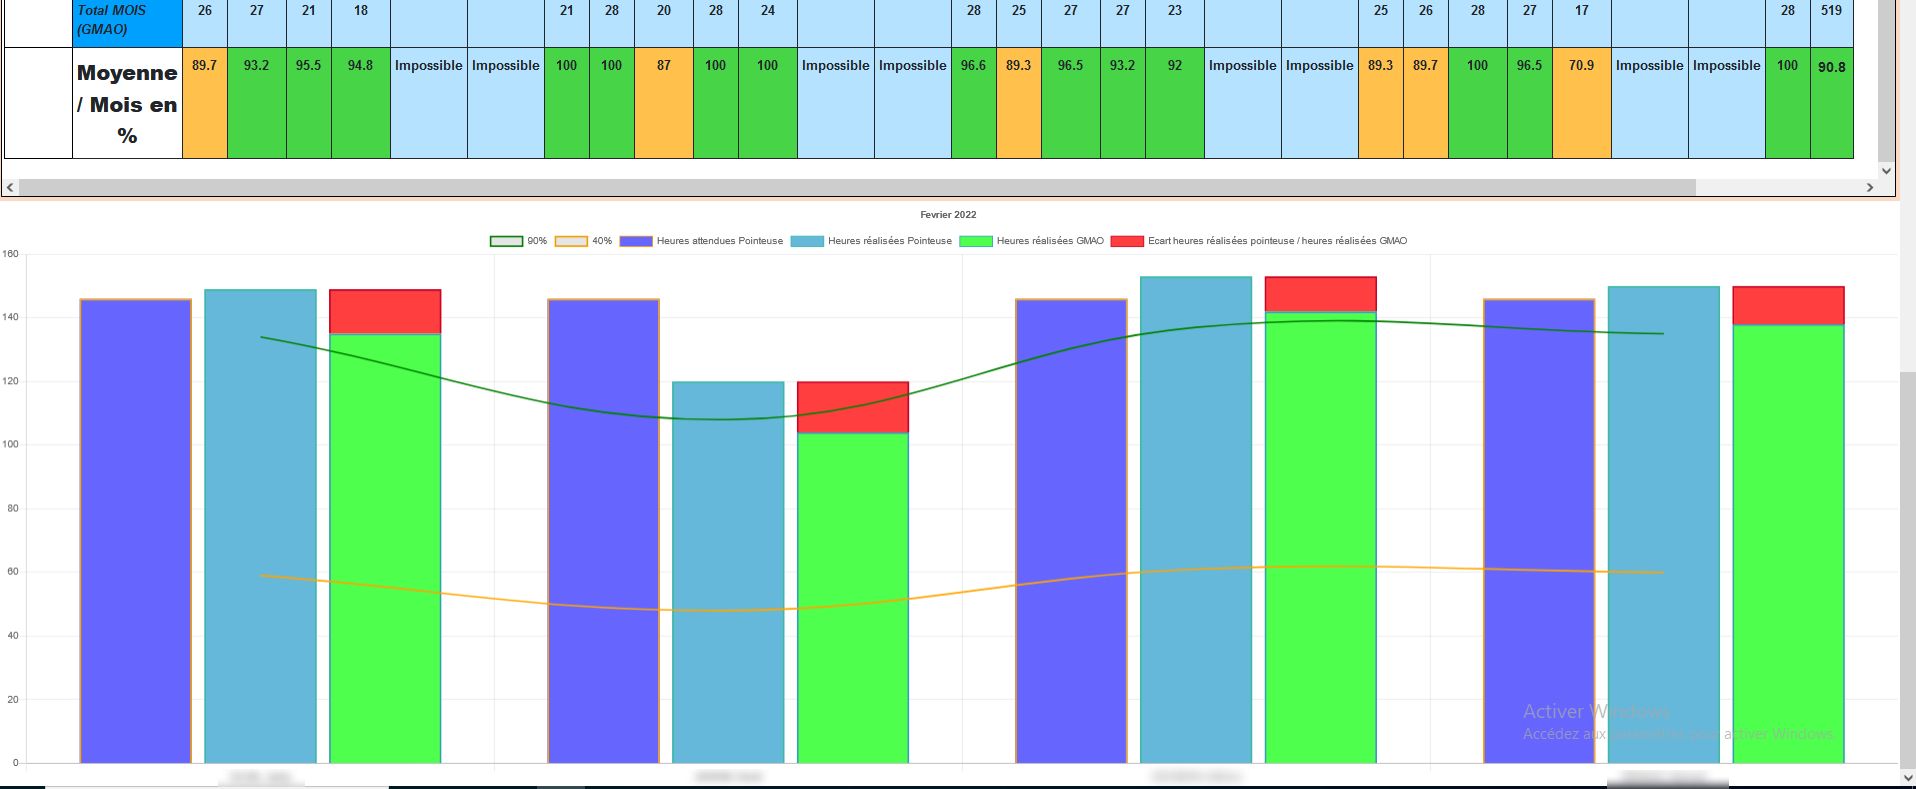 Total MOIS 26 27 21 18 21 28 20 28 24 28 25 27 27 23 25 26 28 27 17 28 519
(GMAO)
Moyenne 89.7 93.2 95.5 94.8 Impossible Impossible 100 100 87 100 100 Impossible Impossible 96.6 89.3 96.5 93.2 92 Impossible Impossible 89.3 89.7 100 96.5 70.9 Impossible Impossible 100 90.8
/ Mois en
%
Fevrier 2022
90% 40% Heures attendues Pointeuse Heures réalisées Pointeuse Heures réalisées GMAO Ecart heures réalisées pointeuse / heures réalisées GMAO
160
140
120
100
80
60
40
20
0
Activer Windows
Accédez aux paramètres pour activer Windows.